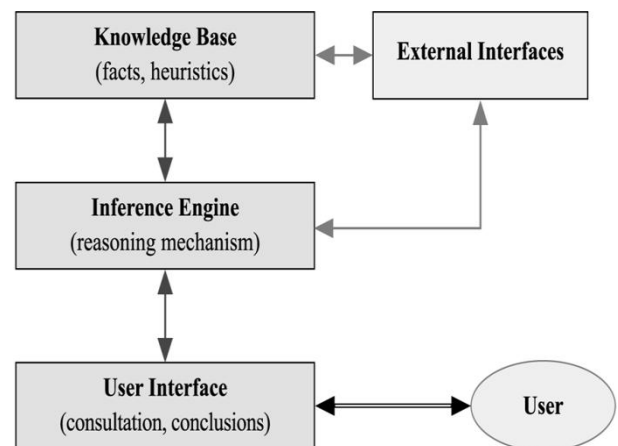 Knowledge Base
(facts, heuristics)
External Interfaces
Inference Engine
(reasoning mechanism)
User Interface
(consultation, conclusions)
User